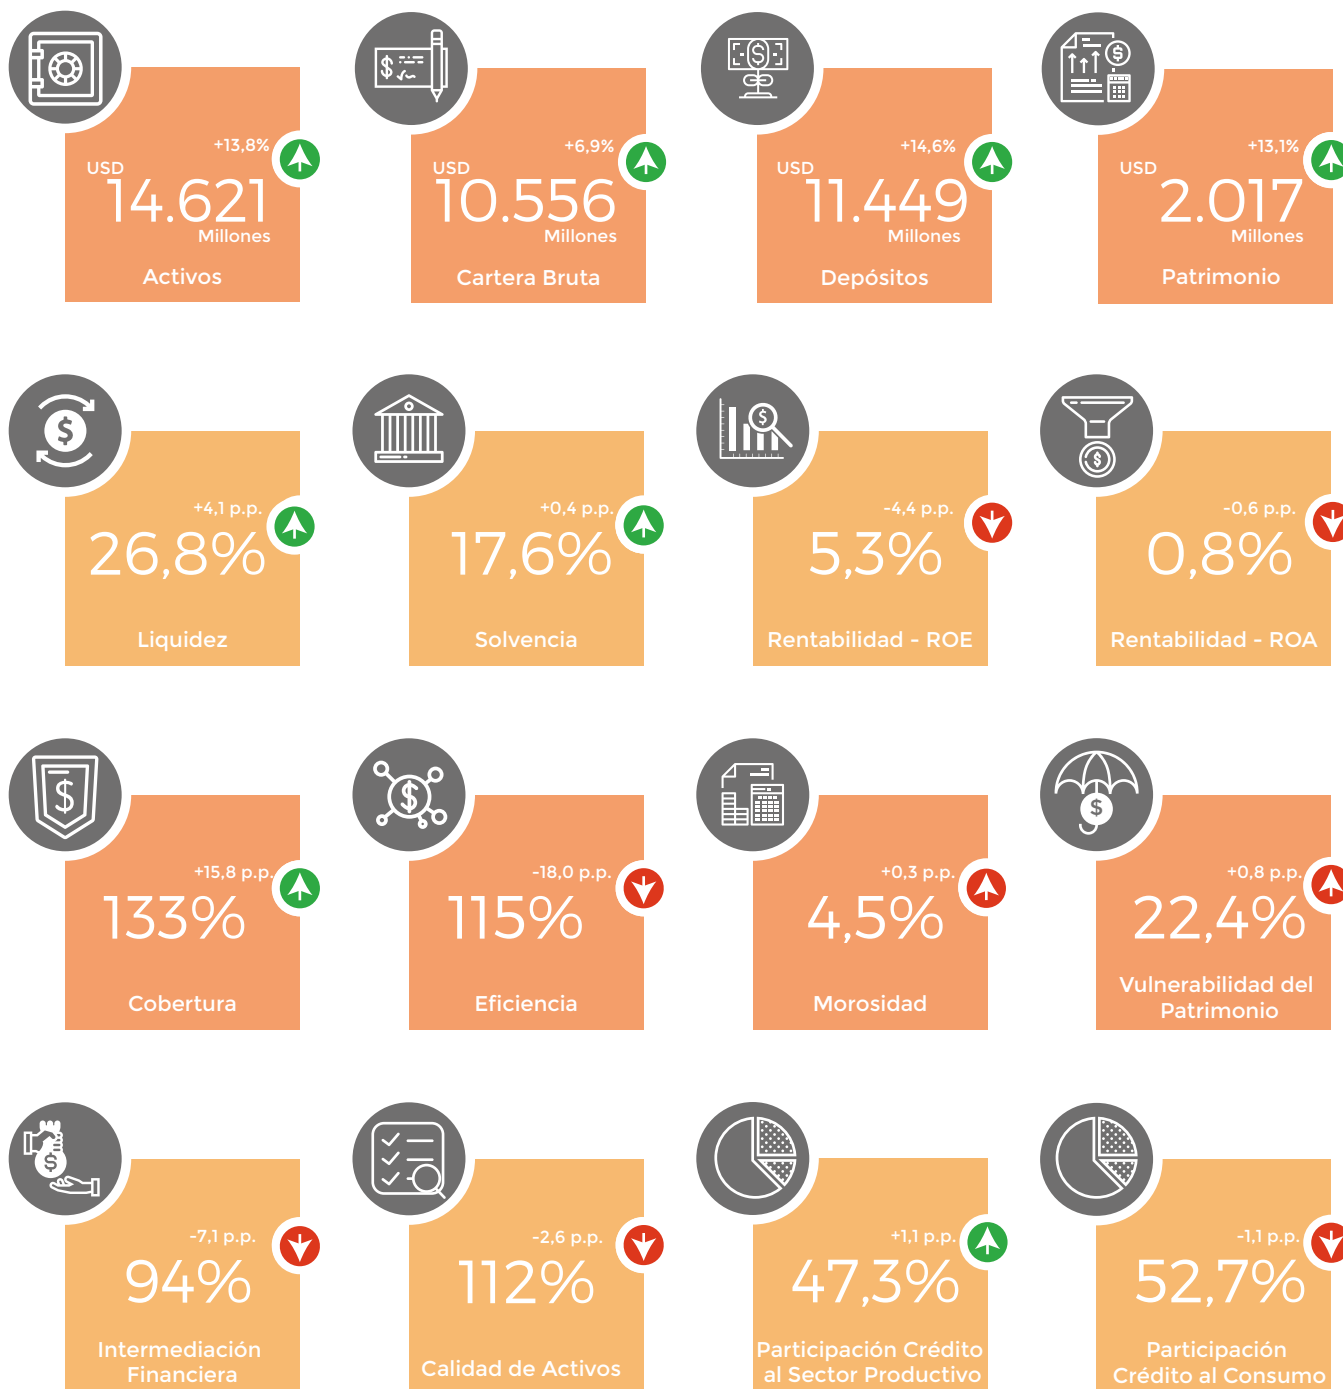 +13,8%
USD
14.621
Millones
Activos
+6,9%
USD
10.556
Millones
Cartera Bruta
+14,6%
USD
11.449
Millones
Depósitos
+13,1%
USD
2.017
Millones
Patrimonio
+4,1 p.p.
26,8%
Liquidez
+0,4 p.p.
17,6%
Solvencia
-4,4 p.p.
5,3%
Rentabilidad - ROE
-0,6 p.p.
0,8%
Rentabilidad - ROA
+15,8 p.p.
133%
Cobertura
-18,0 p.p.
115%
Eficiencia
+0,3 p.p.
4,5%
Morosidad
+0,8 p.p.
22,4%
Vulnerabilidad del
Patrimonio
-7,1 p.p.
94%
Intermediación
Financiera
-2,6 p.p.
112%
Calidad de Activos
+1,1 p.p.
47,3%
Participación Crédito
al Sector Productivo
-1,1 p.p.
52,7%
Participación
Crédito al Consumo